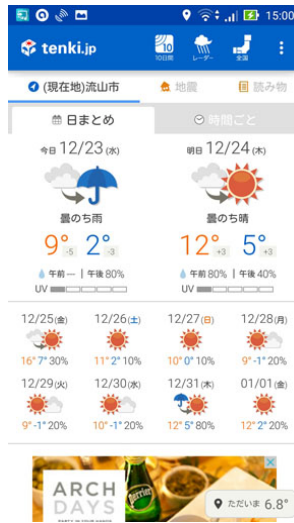 15:00
tenki.jp
10
10日間
レーダー
全国
(現在地)流山市
地震
読み物
日まとめ
時間ごと
今日 12/23 (水)
明日 12/24 (木)
曇のち雨
曇のち晴
9° -5 2° -3
12° +3 5° +3
午前 --- | 午後 80%
午前 80% | 午後 40%
UV
UV
12/25(金) 12/26(土) 12/27(日) 12/28(月)
16° 7° 30% 11° 2° 10% 10° 0° 10% 9° -1° 20%
12/29(火) 12/30(水) 12/31(木) 01/01(金)
9° -1° 20% 10° -1° 20% 12° 5° 80% 12° 2° 20%
ARCH
DAYS
Perrier
ただいま 6.8°